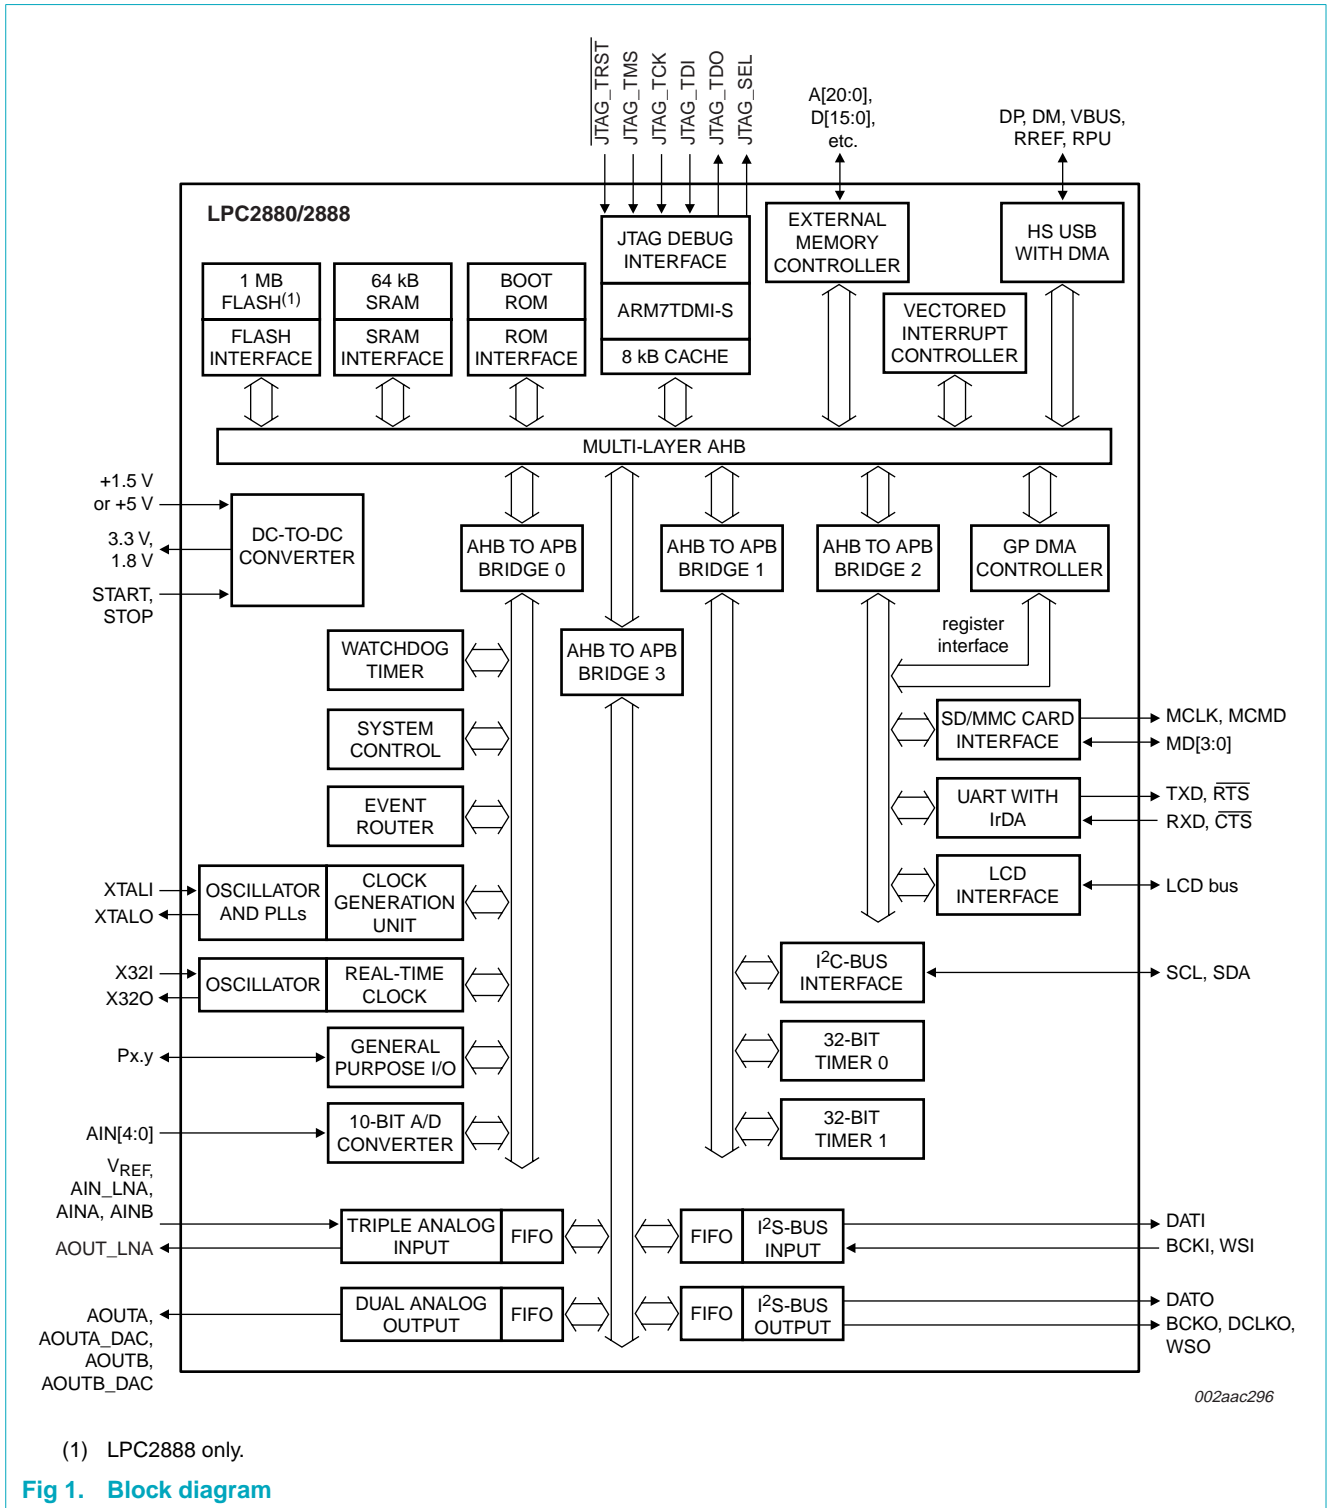 JTAG_TRST
JTAG_TMS
JTAG_TCK
JTAG_TDI
JTAG_TDO
JTAG_SEL
A[20:0],
D[15:0],
etc.
DP, DM, VBUS,
RREF, RPU
LPC2880/2888
1 MB
FLASH(1)
FLASH
INTERFACE
64 kB
SRAM
SRAM
INTERFACE
BOOT
ROM
ROM
INTERFACE
JTAG DEBUG
INTERFACE
ARM7TDMI-S
8 kB CACHE
EXTERNAL
MEMORY
CONTROLLER
VECTORED
INTERRUPT
CONTROLLER
HS USB
WITH DMA
MULTI-LAYER AHB
+1.5 V
or +5 V
3.3 V,
1.8 V
START,
STOP
DC-TO-DC
CONVERTER
AHB TO APB
BRIDGE 0
AHB TO APB
BRIDGE 1
AHB TO APB
BRIDGE 2
GP DMA
CONTROLLER
register
interface
WATCHDOG
TIMER
AHB TO APB
BRIDGE 3
SYSTEM
CONTROL
SD/MMC CARD
INTERFACE
MCLK, MCMD
MD[3:0]
EVENT
ROUTER
UART WITH
IrDA
TXD, RTS
RXD, CTS
XTALI
XTALO
OSCILLATOR
AND PLLs
CLOCK
GENERATION
UNIT
LCD
INTERFACE
LCD bus
X32I
X32O
OSCILLATOR
REAL-TIME
CLOCK
I2C-BUS
INTERFACE
SCL, SDA
Px.y
GENERAL
PURPOSE I/O
32-BIT
TIMER 0
AIN[4:0]
10-BIT A/D
CONVERTER
32-BIT
TIMER 1
VREF,
AIN_LNA,
AINA, AINB
AOUT_LNA
TRIPLE ANALOG
INPUT
FIFO
FIFO
I2S-BUS
INPUT
DATI
BCKI, WSI
AOUTA,
AOUTA_DAC,
AOUTB,
AOUTB_DAC
DUAL ANALOG
OUTPUT
FIFO
FIFO
I2S-BUS
OUTPUT
DATO
BCKO, DCLKO,
WSO
002aac296
(1) LPC2888 only.
Fig 1. Block diagram